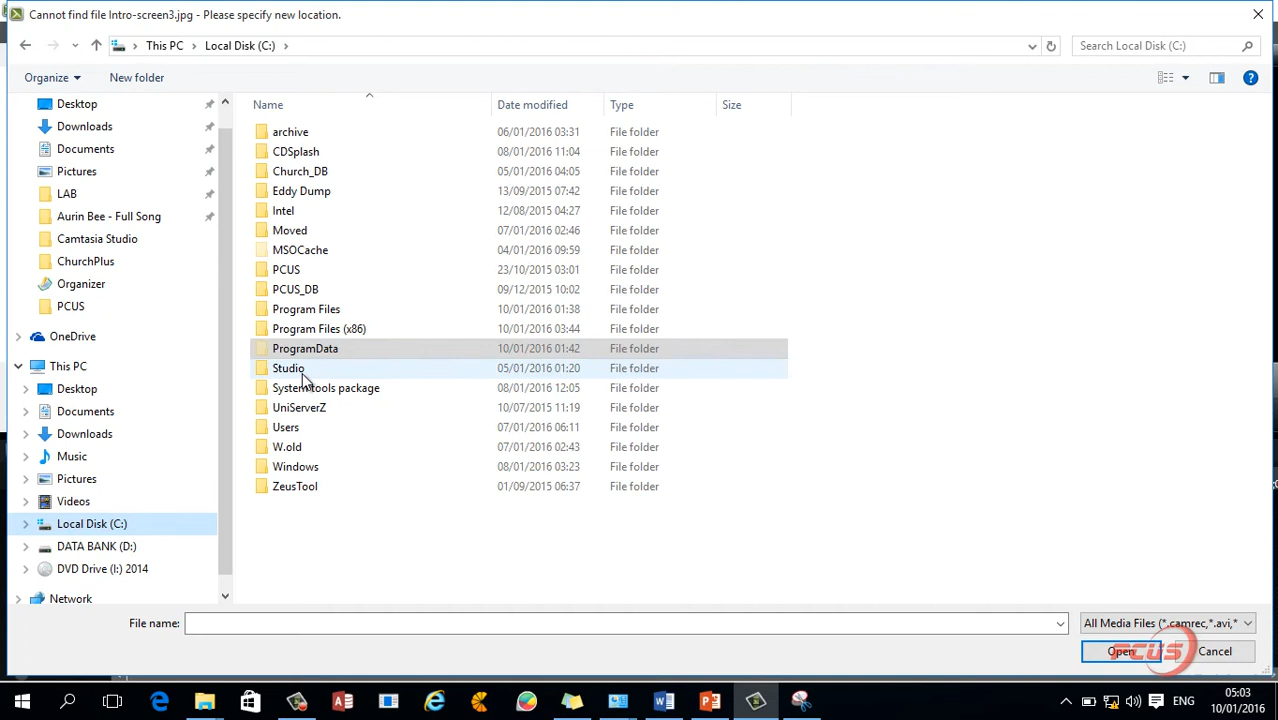 Cannot find file Intro-screen3.jpg - Please specify new location.
This PC Local Disk (C:) Search Local Disk (C:)
Organize New folder
Name Date modified Type Size
Desktop
Downloads
Documents
Pictures
LAB
Aurin Bee - Full Song
Camtasia Studio
ChurchPlus
Organizer
PCUS
OneDrive
This PC
Desktop
Documents
Downloads
Music
Pictures
Videos
Local Disk (C:)
DATA BANK (D:)
DVD Drive (I:) 2014
Network
archive 06/01/2016 03:31 File folder
CDSplash 08/01/2016 11:04 File folder
Church_DB 05/01/2016 04:05 File folder
Eddy Dump 13/09/2015 07:42 File folder
Intel 12/08/2015 04:27 File folder
Moved 07/01/2016 02:46 File folder
MSOCache 04/01/2016 09:59 File folder
PCUS 23/10/2015 03:01 File folder
PCUS_DB 09/12/2015 10:02 File folder
Program Files 10/01/2016 01:38 File folder
Program Files (x86) 10/01/2016 03:44 File folder
ProgramData 10/01/2016 01:42 File folder
Studio 05/01/2016 01:20 File folder
System tools package 08/01/2016 12:05 File folder
UniServerZ 10/07/2015 11:19 File folder
Users 07/01/2016 06:11 File folder
W.old 07/01/2016 02:43 File folder
Windows 08/01/2016 03:23 File folder
ZeusTool 01/09/2015 06:37 File folder
File name: All Media Files (*.camrec,*.avi,*
Open Cancel
PCUS
ENG 05:03
10/01/2016